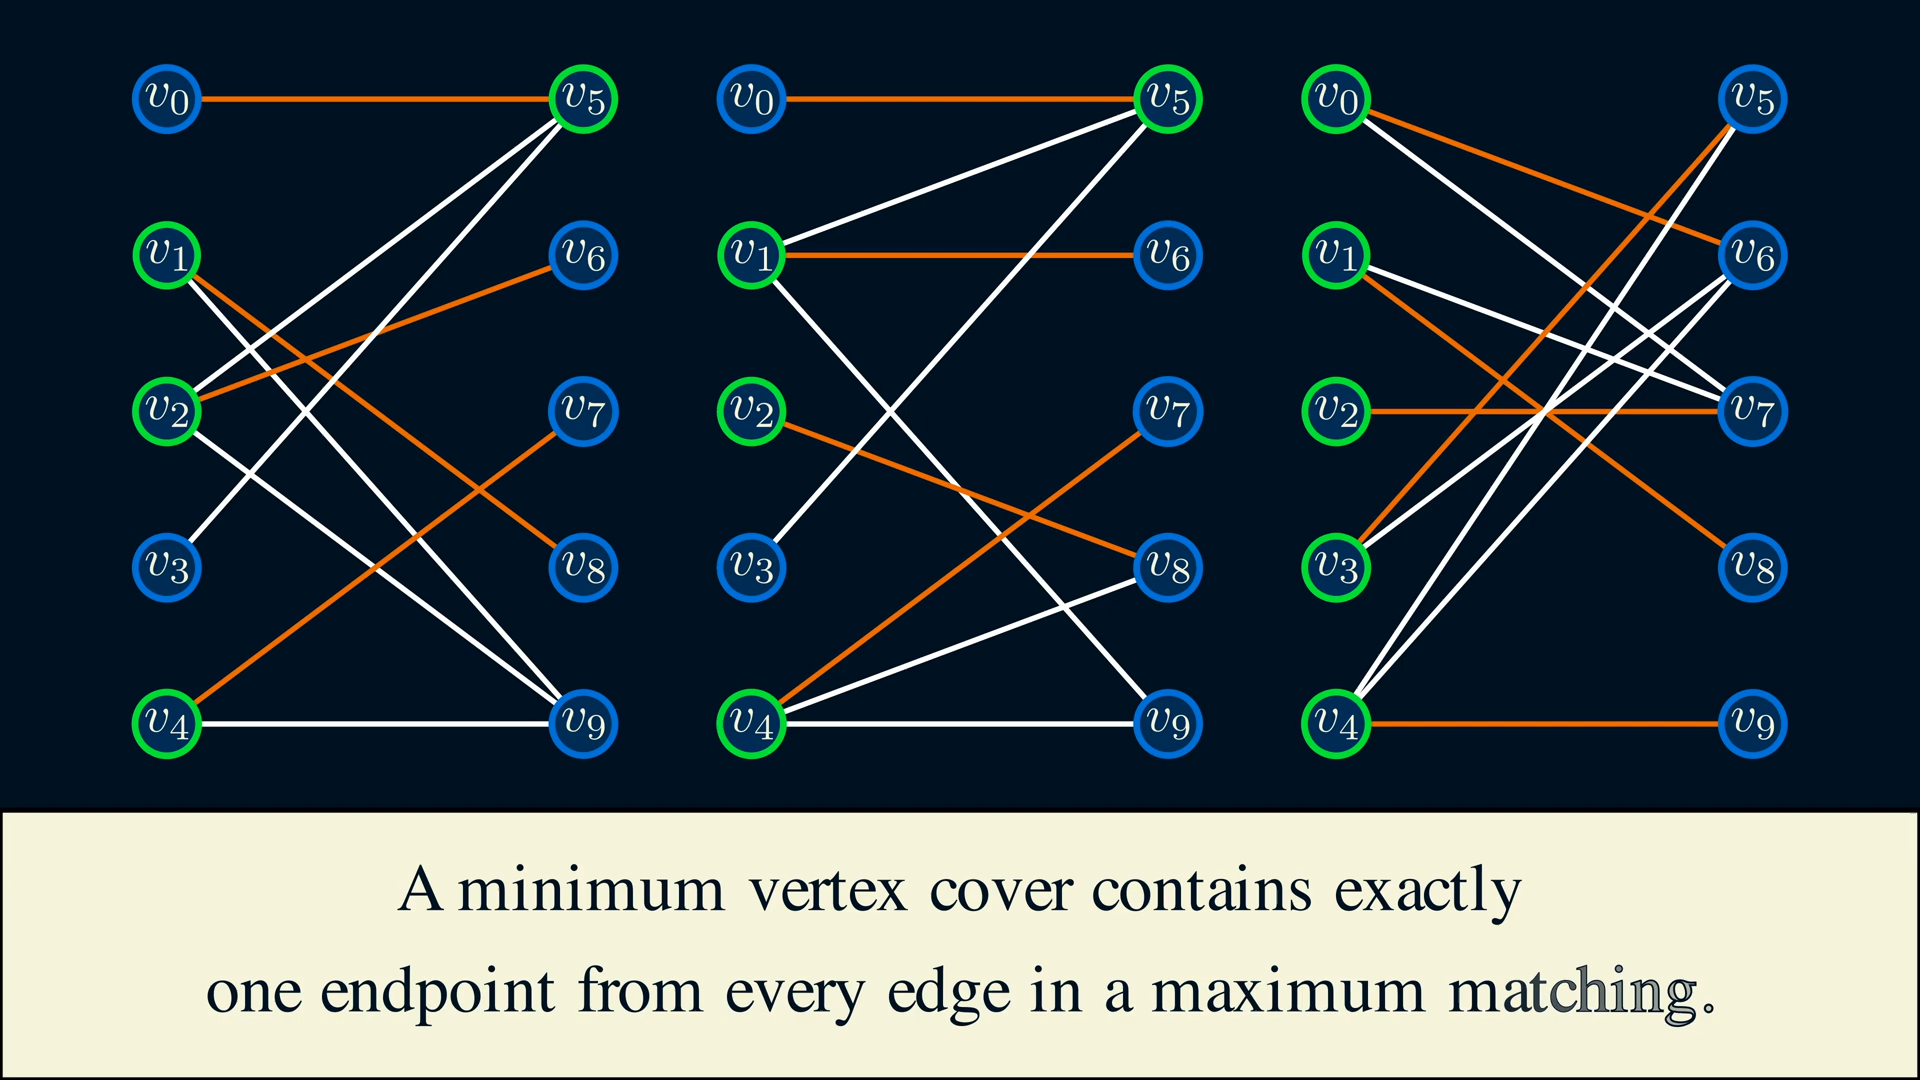 v0 v5 v0 v5 v0 v5
v1 v6 v1 v6 v1 v6
v2 v7 v2 v7 v2 v7
v3 v8 v3 v8 v3 v8
v4 v9 v4 v9 v4 v9
A minimum vertex cover contains exactly
one endpoint from every edge in a maximum matching.